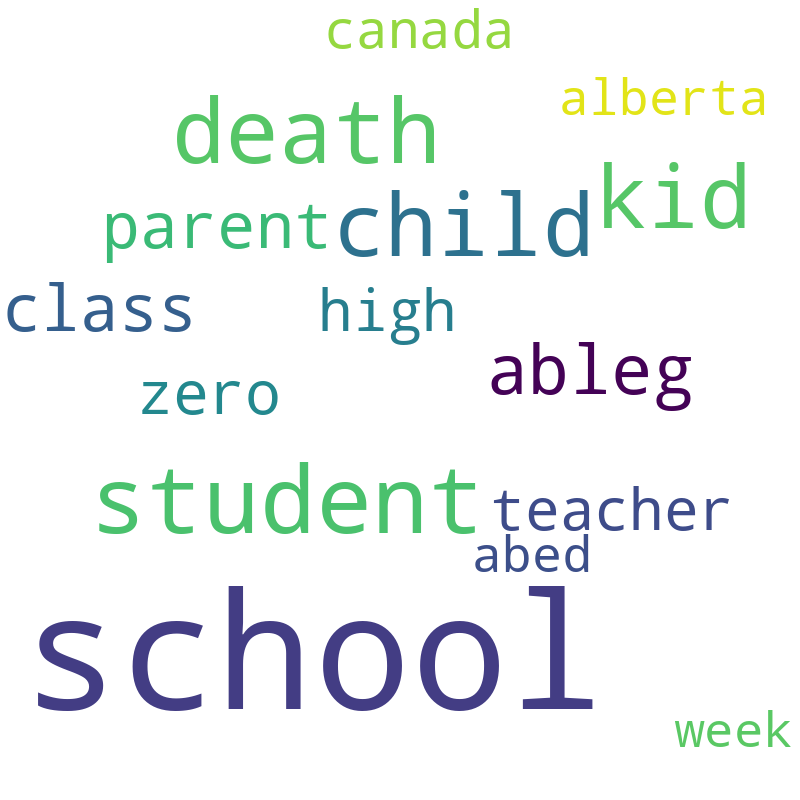 canada
alberta
death
kid
child
parent
class
high
ableg
zero
student
teacher
abed
school
week